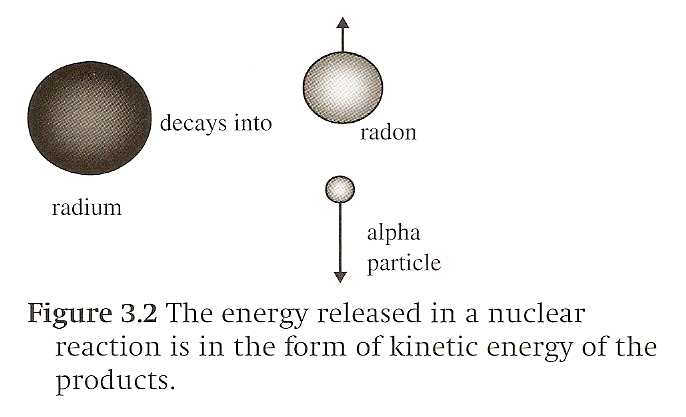 decays into
radon
radium
alpha
particle
Figure 3.2 The energy released in a nuclear
reaction is in the form of kinetic energy of the
products.